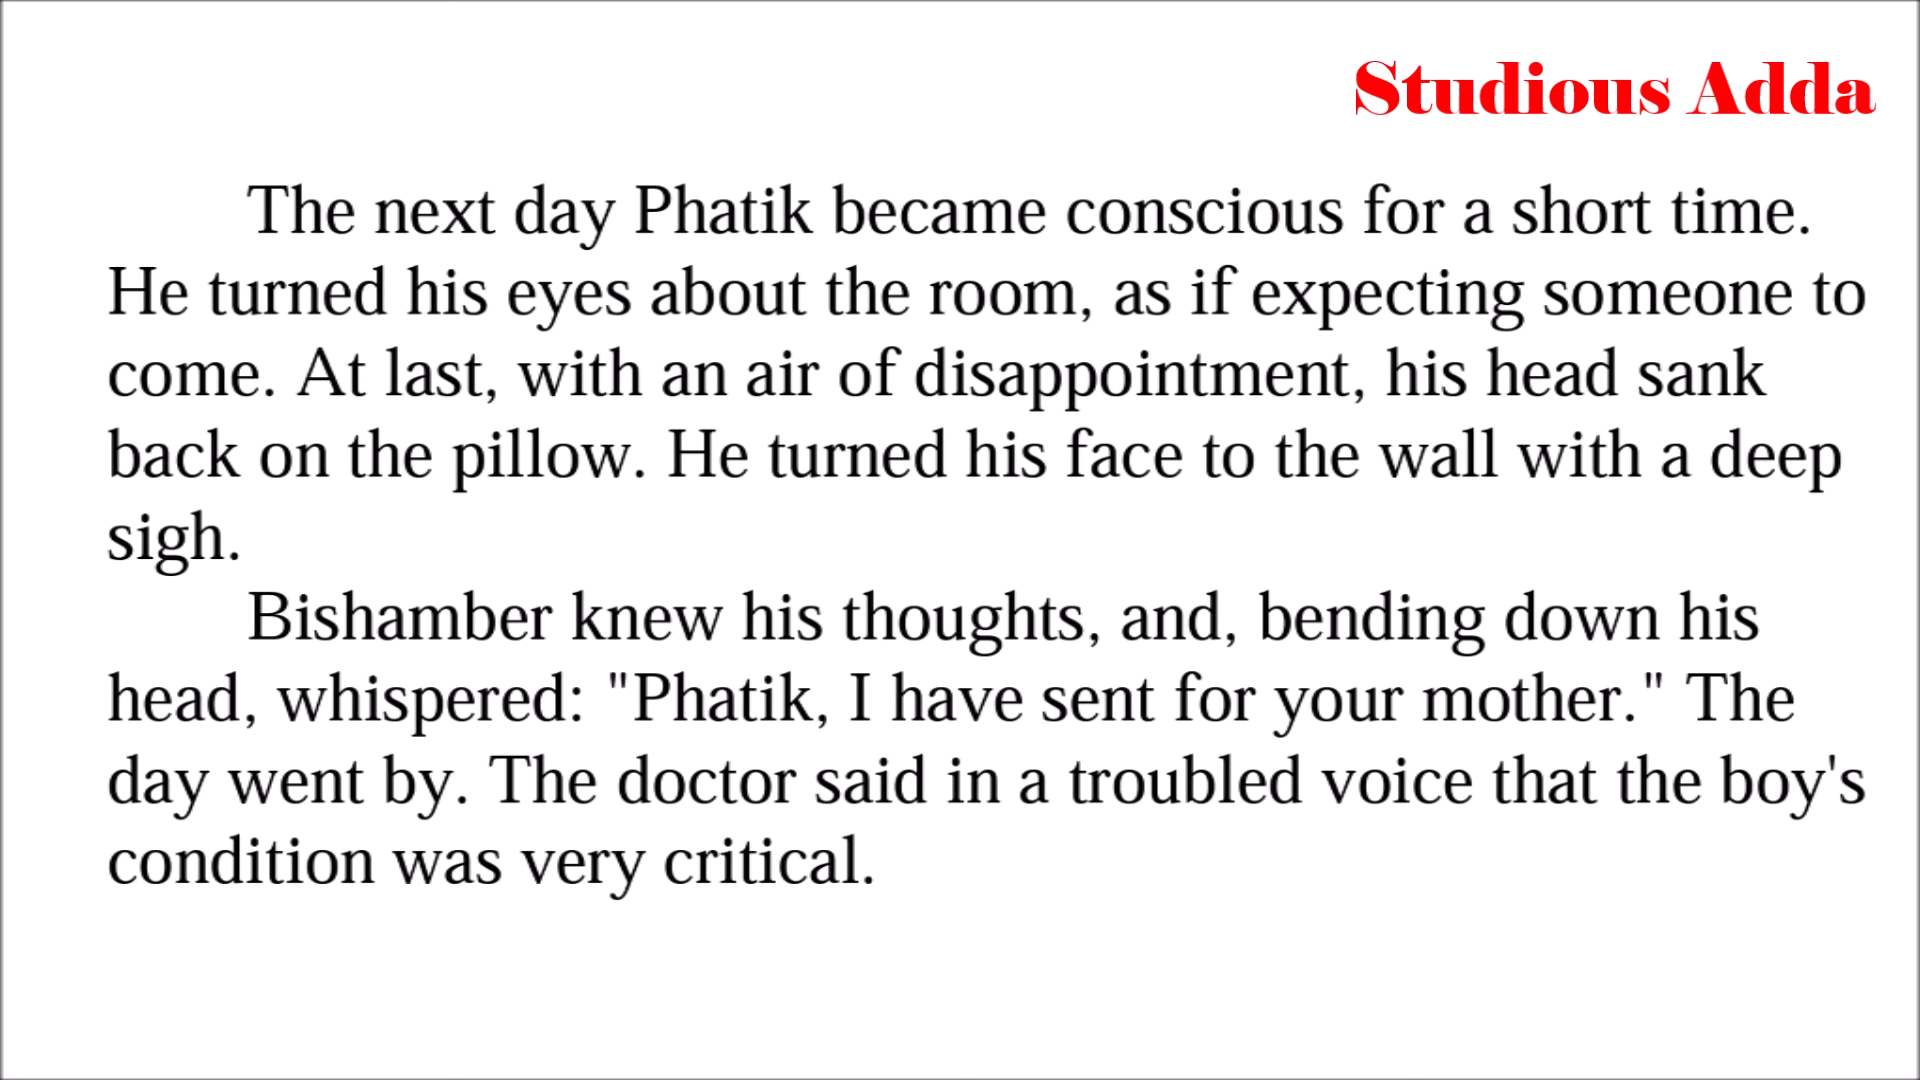 Studious Adda
The next day Phatik became conscious for a short time.
He turned his eyes about the room, as if expecting someone to
come. At last, with an air of disappointment, his head sank
back on the pillow. He turned his face to the wall with a deep
sigh.
Bishamber knew his thoughts, and, bending down his
head, whispered: "Phatik, I have sent for your mother." The
day went by. The doctor said in a troubled voice that the boy's
condition was very critical.